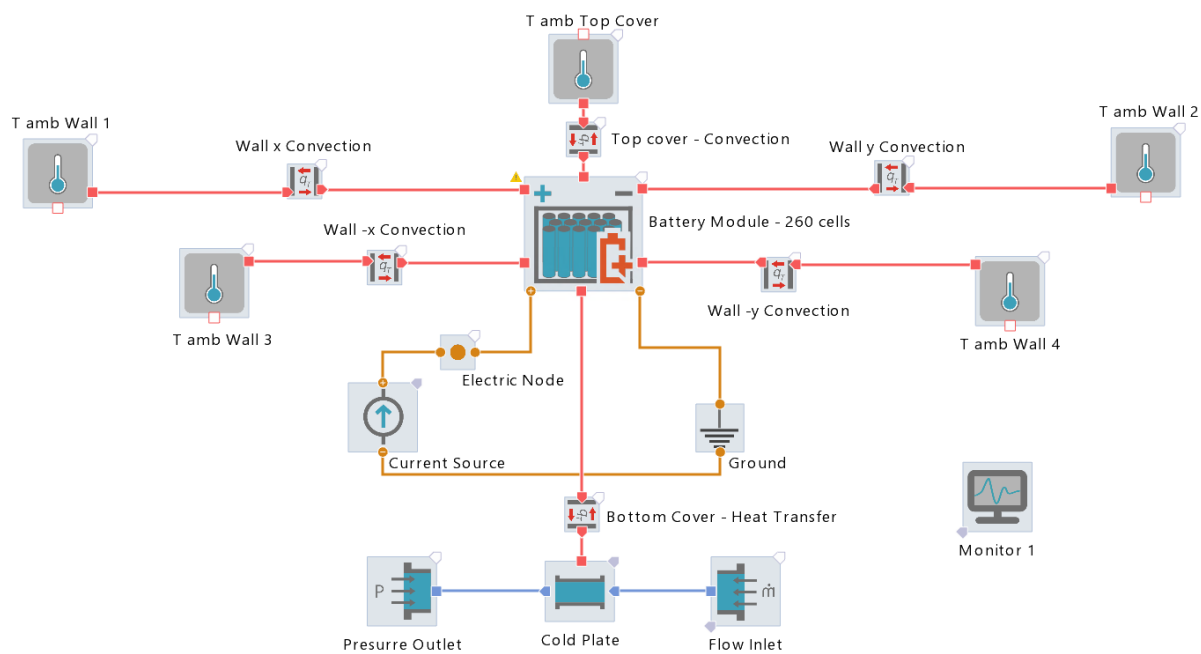 T amb Top Cover
T amb Wall 1
T amb Wall 2
Wall x Convection
Top cover - Convection
Wall y Convection
Wall -x Convection
Battery Module - 260 cells
T amb Wall 3
Wall -y Convection
T amb Wall 4
Electric Node
Current Source
Ground
Bottom Cover - Heat Transfer
Monitor 1
P
ṁ
Presurre Outlet
Cold Plate
Flow Inlet